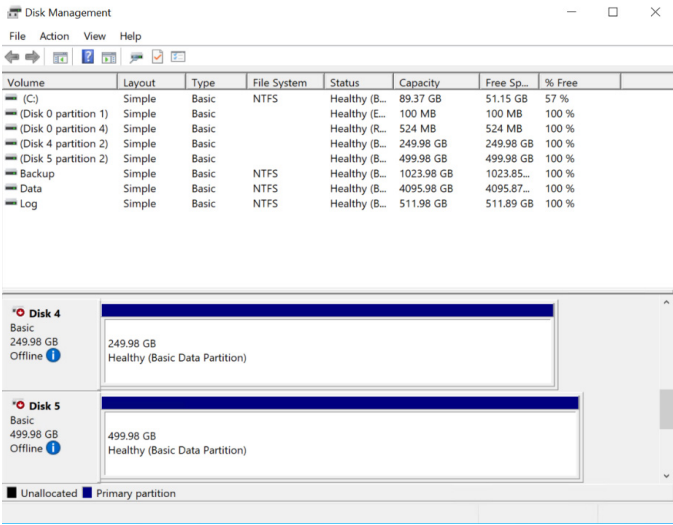 Disk Management
File Action View Help
Volume Layout Type File System Status Capacity Free Sp... % Free
(C:) Simple Basic NTFS Healthy (B... 89.37 GB 51.15 GB 57 %
(Disk 0 partition 1) Simple Basic Healthy (E... 100 MB 100 MB 100 %
(Disk 0 partition 4) Simple Basic Healthy (R... 524 MB 524 MB 100 %
(Disk 4 partition 2) Simple Basic Healthy (B... 249.98 GB 249.98 GB 100 %
(Disk 5 partition 2) Simple Basic Healthy (B... 499.98 GB 499.98 GB 100 %
Backup Simple Basic NTFS Healthy (B... 1023.98 GB 1023.85... 100 %
Data Simple Basic NTFS Healthy (B... 4095.98 GB 4095.87... 100 %
Log Simple Basic NTFS Healthy (B... 511.98 GB 511.89 GB 100 %
Disk 4
Basic
249.98 GB
Offline
249.98 GB
Healthy (Basic Data Partition)
Disk 5
Basic
499.98 GB
Offline
499.98 GB
Healthy (Basic Data Partition)
Unallocated Primary partition